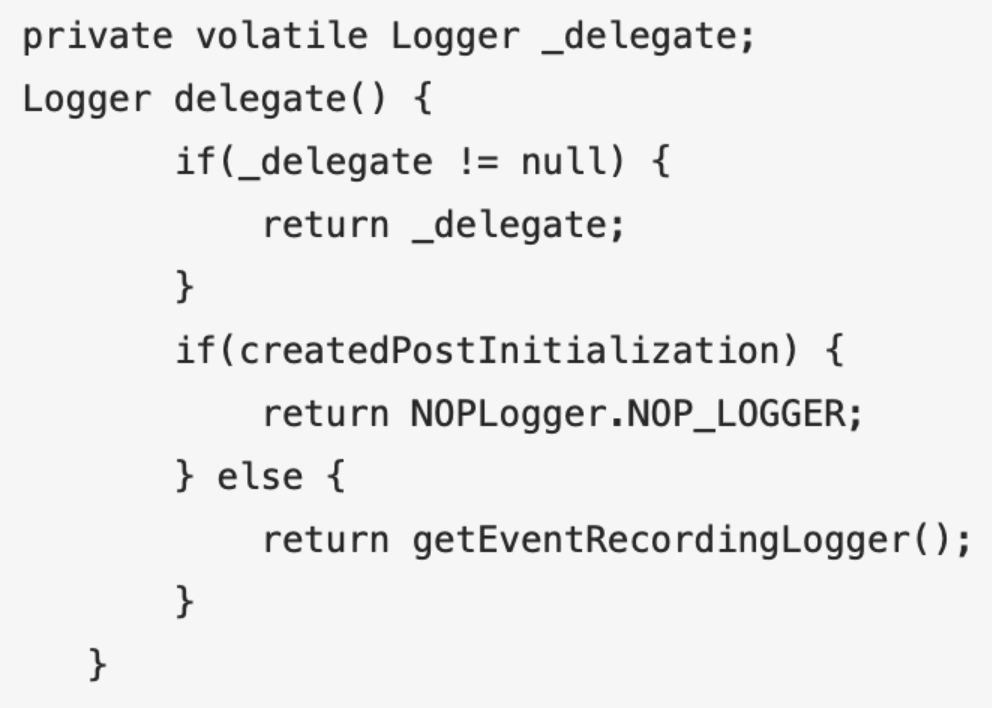 private volatile Logger _delegate;
Logger delegate() {
if(_delegate != null) {
return _delegate;
}
if(createdPostInitialization) {
return NOPLogger.NOP_LOGGER;
} else {
return getEventRecordingLogger();
}
}